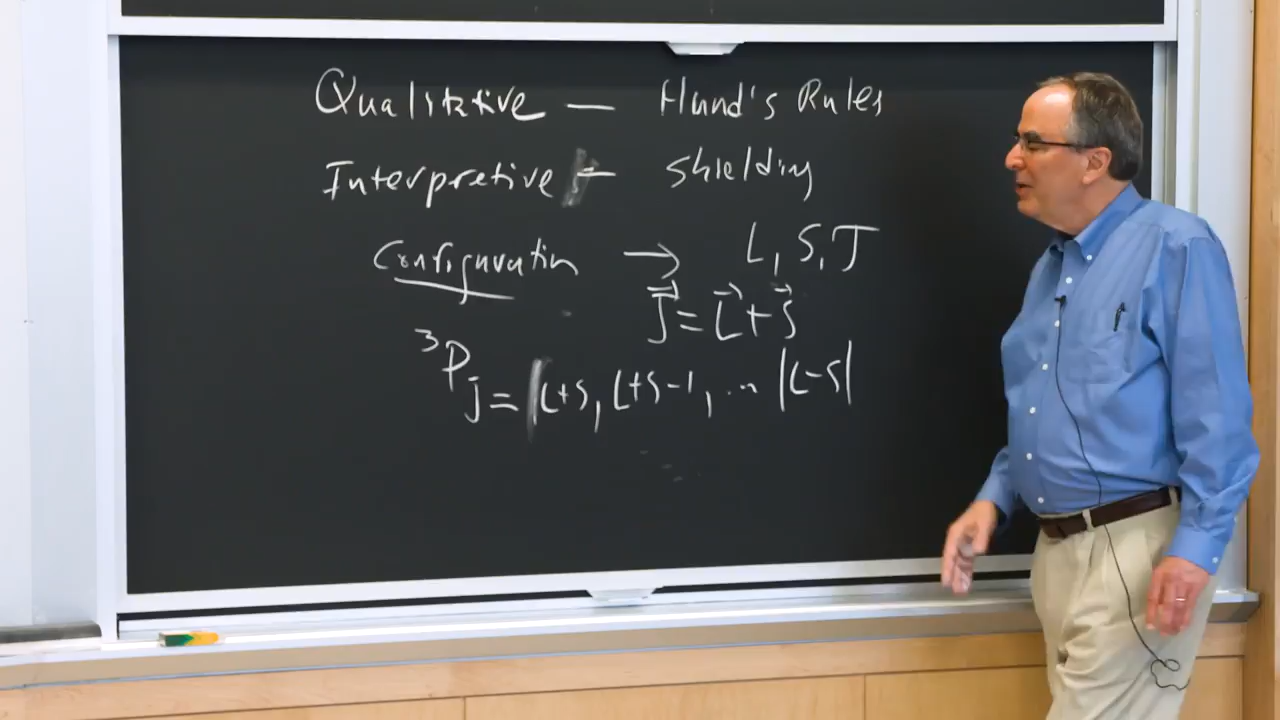 Qualitative — Hund's Rules
Interpretive — shielding
Configuration → L, S, J
J⃗ = L⃗ + S⃗
³P_J = L+S, L+S-1, ... |L-S|